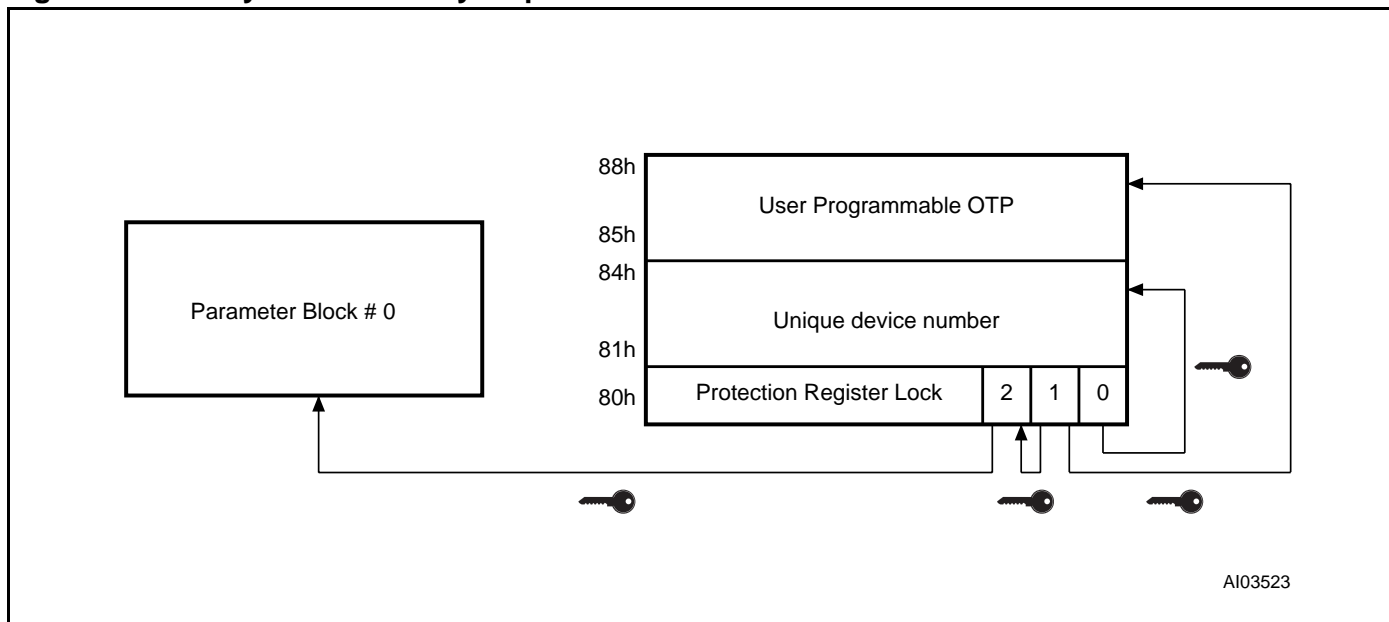 88h
User Programmable OTP
85h
84h
Parameter Block # 0
Unique device number
81h
80h
Protection Register Lock
2
1
0
AI03523